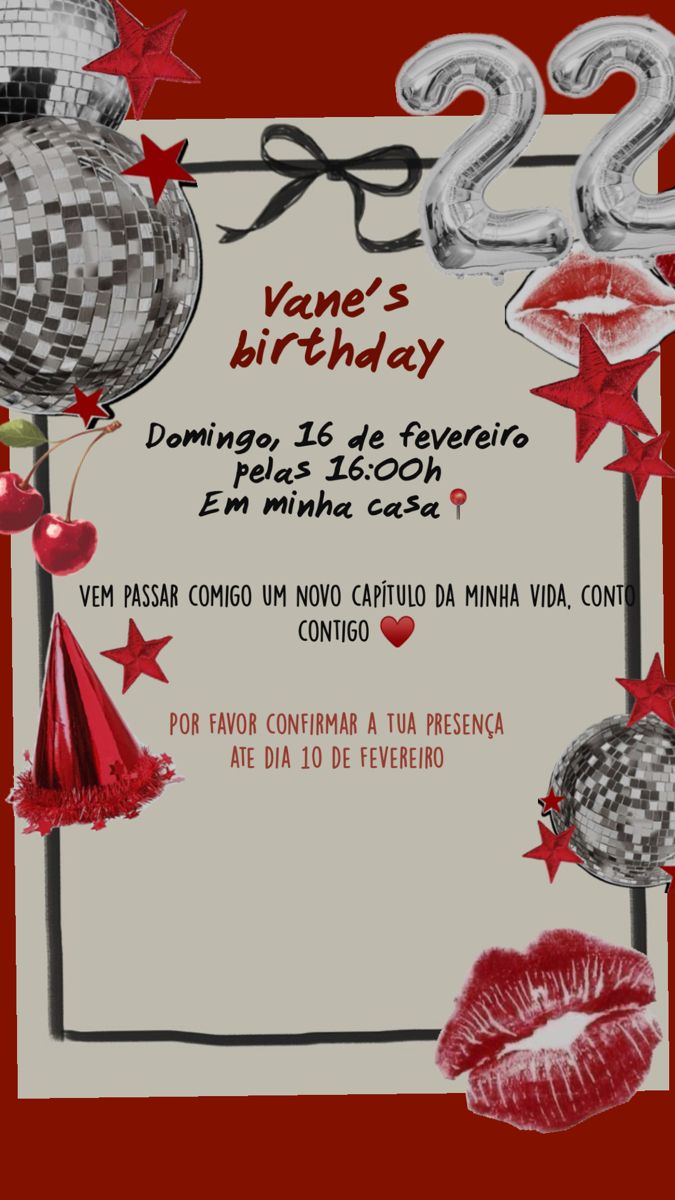 22
Vane's
birthday
Domingo, 16 de fevereiro
pelas 16:00h
Em minha casa📍
VEM PASSAR COMIGO UM NOVO CAPÍTULO DA MINHA VIDA, CONTO
CONTIGO ♥️
POR FAVOR CONFIRMAR A TUA PRESENÇA
ATE DIA 10 DE FEVEREIRO